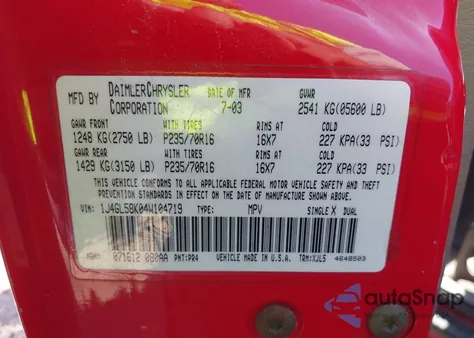 MFD BY DAIMLERCHRYSLER CORPORATION DATE OF MFR 7-03 GVWR 2541 KG(05600 LB)
GAWR FRONT WITH TIRES RIMS AT COLD
1248 KG(2750 LB) P235/70R16 16X7 227 KPA(33 PSI)
GAWR REAR WITH TIRES RIMS AT COLD
1429 KG(3150 LB) P235/70R16 16X7 227 KPA(33 PSI)
THIS VEHICLE CONFORMS TO ALL APPLICABLE FEDERAL MOTOR VEHICLE SAFETY AND THEFT
PREVENTION STANDARDS IN EFFECT ON THE DATE OF MANUFACTURE SHOWN ABOVE.
VIN: 1J4GL58K04W104719 TYPE: MPV SINGLE X DUAL
MDH: 071612 080AA PNT:PR4 VEHICLE MADE IN U.S.A. TRM:XJL5 4648503
autoSnap